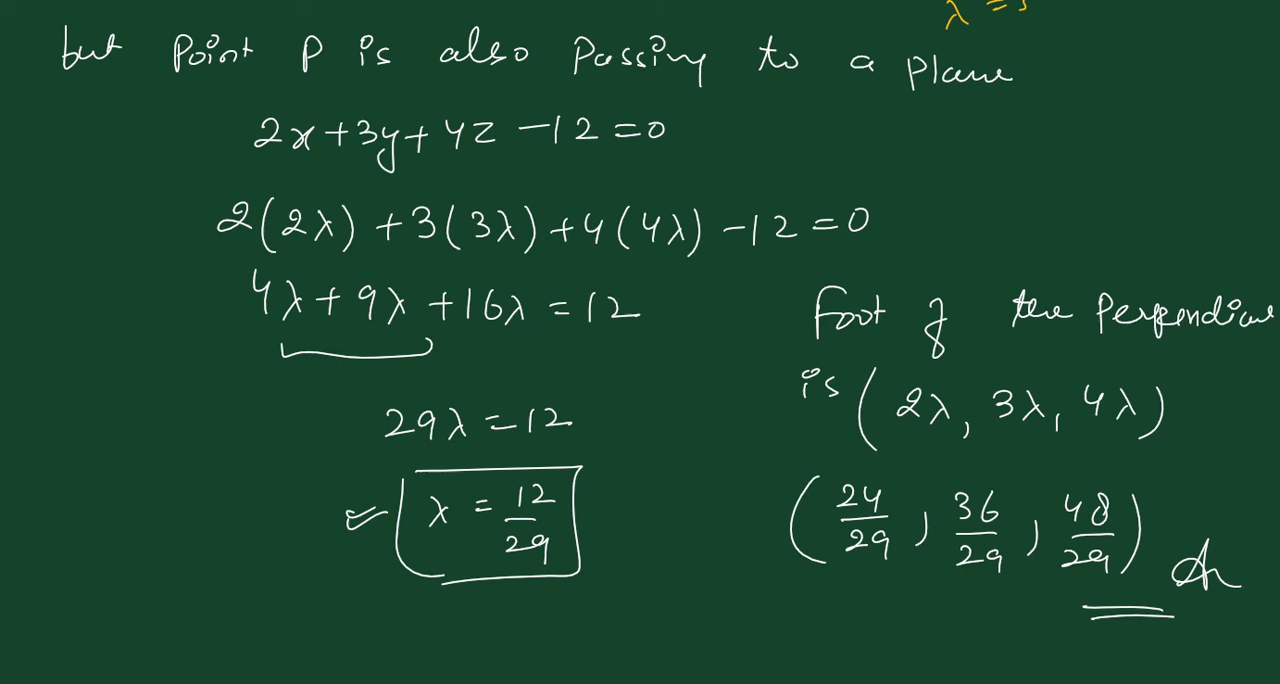 λ =
but Point P is also Passing to a plane
2x+3y+4z-12=0
2(2λ)+3(3λ)+4(4λ)-12=0
4λ+9λ+16λ=12
29λ=12
λ = 12/29
Foot of the Perpendicular
is (2λ, 3λ, 4λ)
(24/29, 36/29, 48/29)